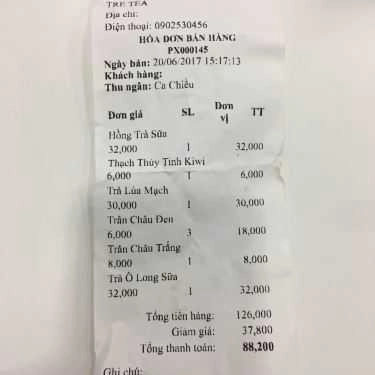 TRE TEA
Địa chỉ:
Điện thoại: 0902530456
HÓA ĐƠN BÁN HÀNG
PX000145
Ngày bán: 20/06/2017 15:17:13
Khách hàng:
Thu ngân: Ca Chiều
Đơn giá SL Đơn vị TT
Hồng Trà Sữa
32,000 1 32,000
Thạch Thủy Tinh Kiwi
6,000 1 6,000
Trà Lúa Mạch
30,000 1 30,000
Trân Châu Đen
6,000 3 18,000
Trân Châu Trắng
8,000 1 8,000
Trà Ô Long Sữa
32,000 1 32,000
Tổng tiền hàng: 126,000
Giảm giá: 37,800
Tổng thanh toán: 88,200
Ghi chú: